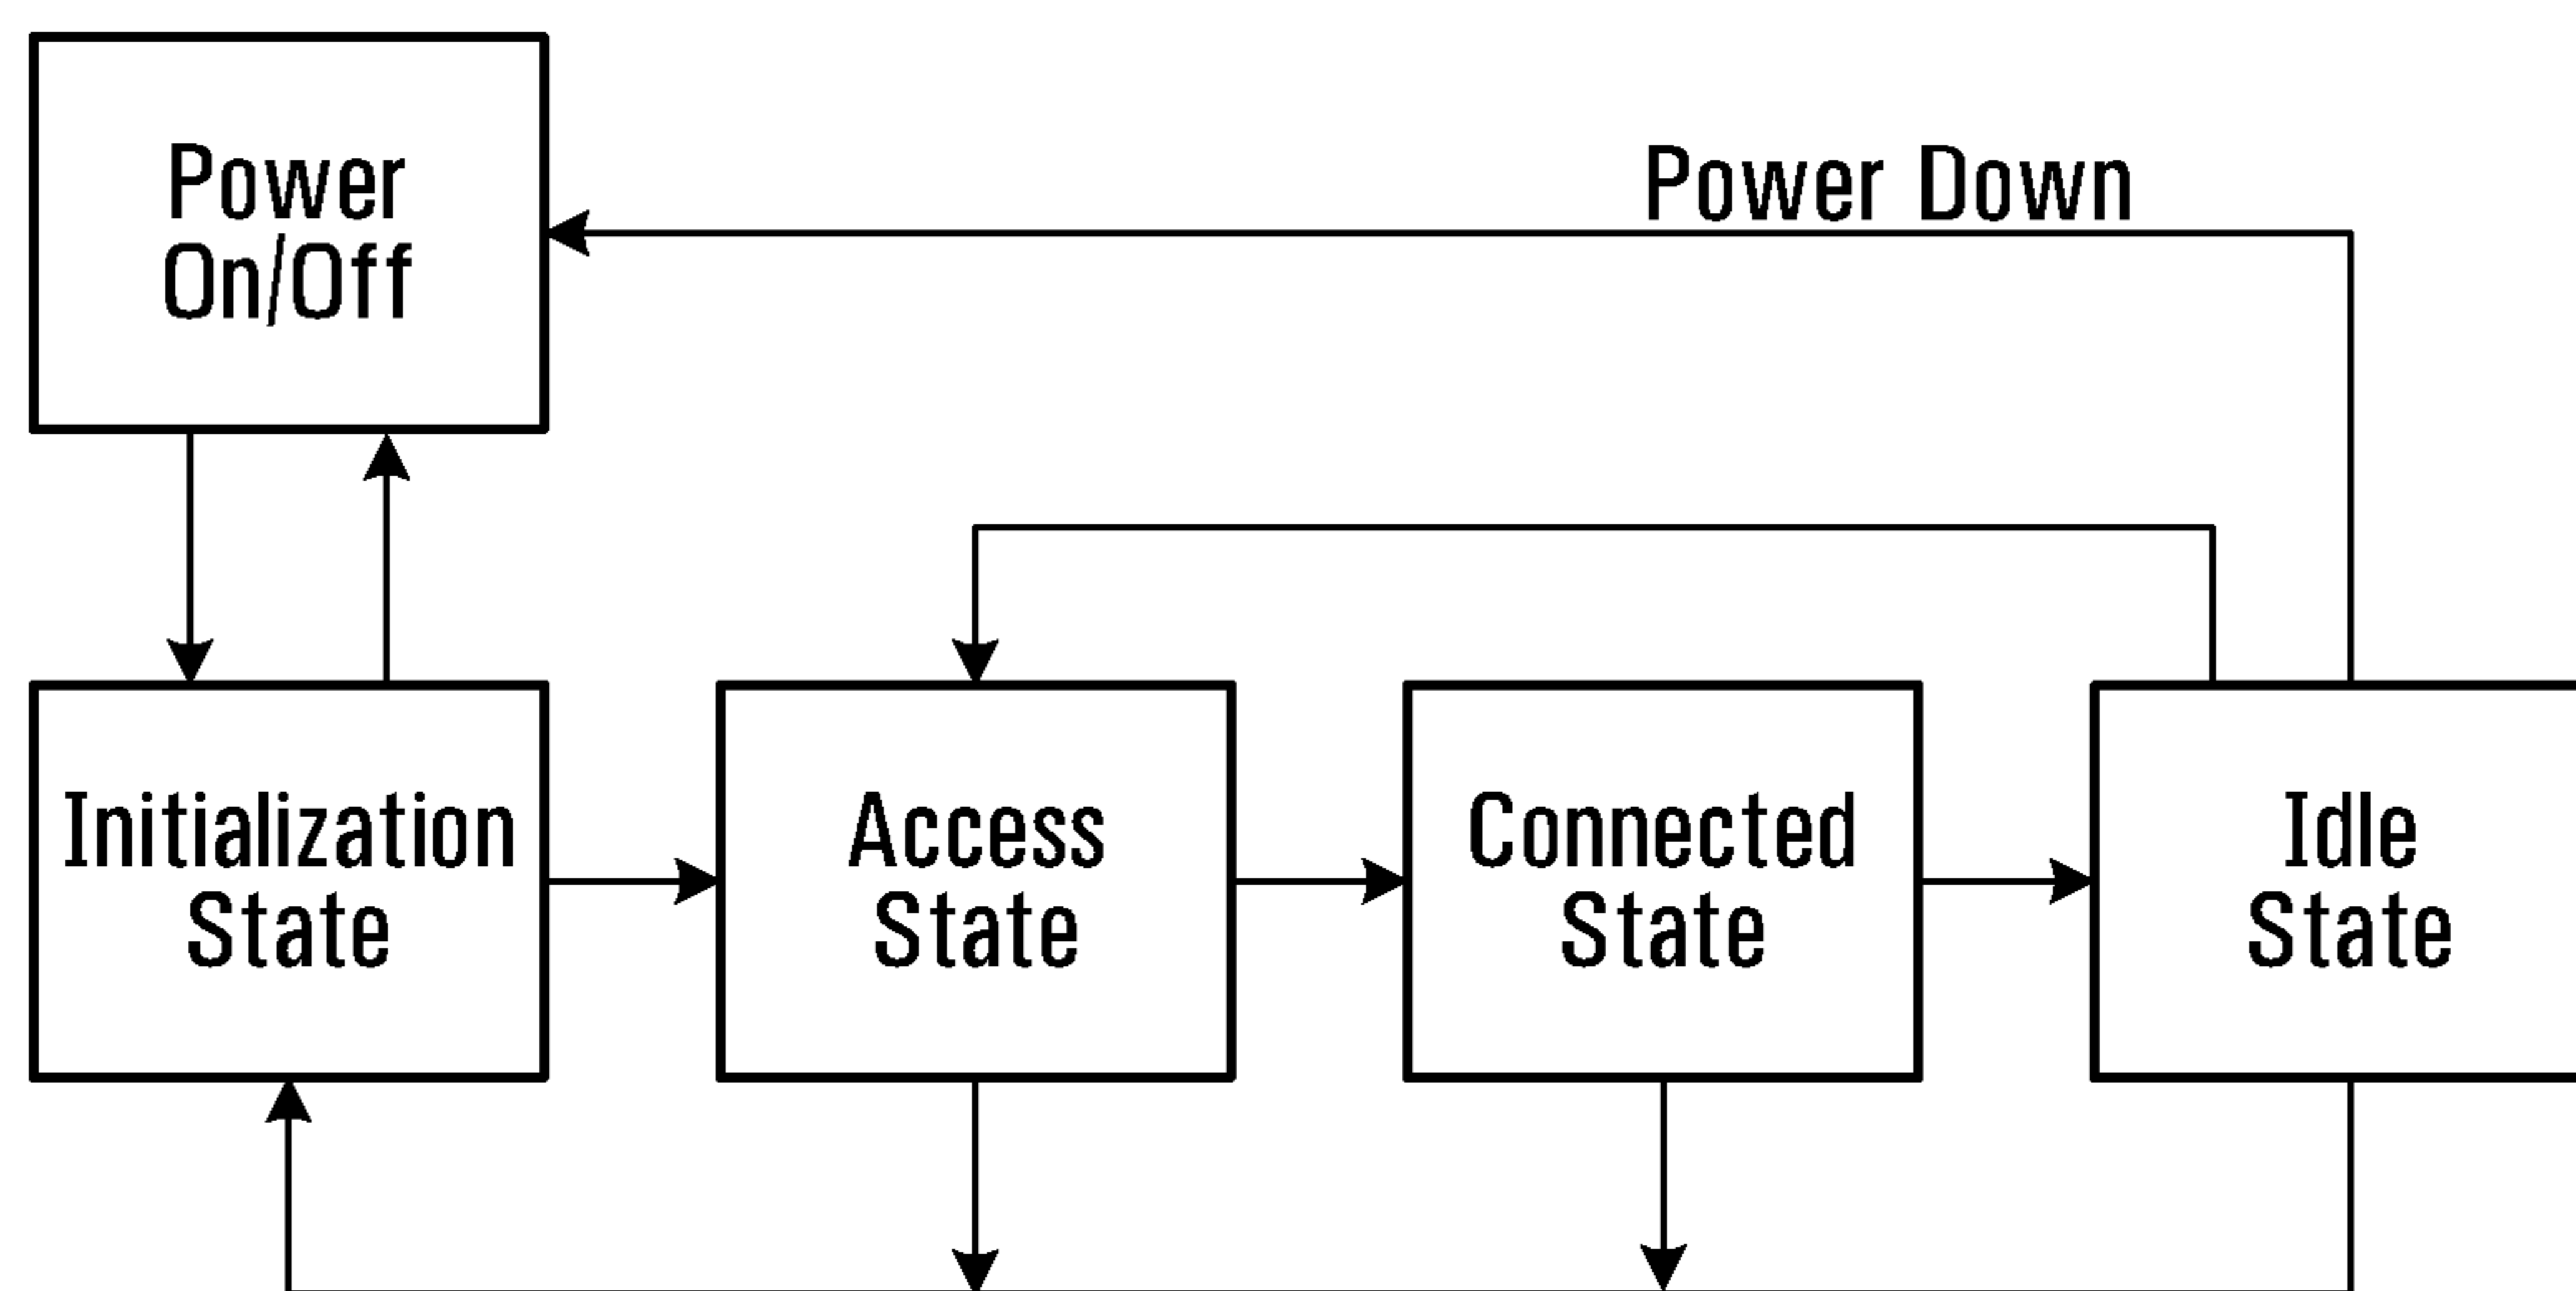 Power
On/Off
Power Down
Initialization
State
Access
State
Connected
State
Idle
State